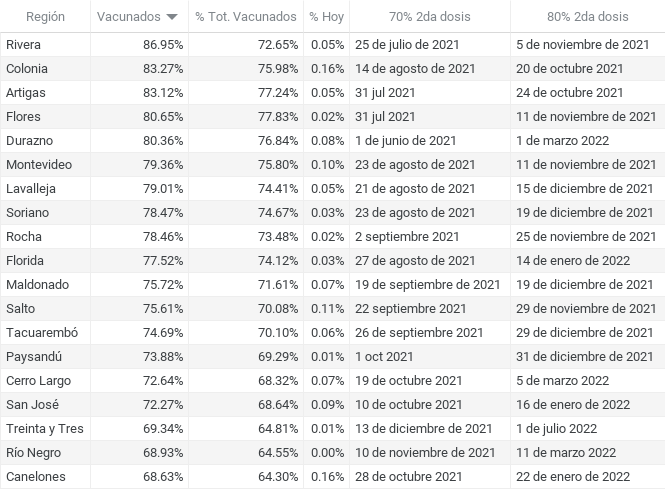 Región Vacunados % Tot. Vacunados % Hoy 70% 2da dosis 80% 2da dosis
Rivera 86.95% 72.65% 0.05% 25 de julio de 2021 5 de noviembre de 2021
Colonia 83.27% 75.98% 0.16% 14 de agosto de 2021 20 de octubre 2021
Artigas 83.12% 77.24% 0.05% 31 jul 2021 24 de octubre 2021
Flores 80.65% 77.83% 0.02% 31 jul 2021 11 de noviembre de 2021
Durazno 80.36% 76.84% 0.08% 1 de junio de 2021 1 de marzo 2022
Montevideo 79.36% 75.80% 0.10% 23 de agosto de 2021 11 de noviembre de 2021
Lavalleja 79.01% 74.41% 0.05% 21 de agosto de 2021 15 de diciembre de 2021
Soriano 78.47% 74.67% 0.03% 23 de agosto de 2021 19 de diciembre de 2021
Rocha 78.46% 73.48% 0.02% 2 septiembre 2021 25 de noviembre de 2021
Florida 77.52% 74.12% 0.03% 27 de agosto de 2021 14 de enero de 2022
Maldonado 75.72% 71.61% 0.07% 19 de septiembre de 2021 19 de diciembre de 2021
Salto 75.61% 70.08% 0.11% 22 septiembre 2021 29 de noviembre de 2021
Tacuarembó 74.69% 70.10% 0.06% 26 de septiembre 2021 29 de diciembre de 2021
Paysandú 73.88% 69.29% 0.01% 1 oct 2021 31 de diciembre de 2021
Cerro Largo 72.64% 68.32% 0.07% 19 de octubre 2021 5 de marzo 2022
San José 72.27% 68.64% 0.09% 10 de octubre 2021 16 de enero de 2022
Treinta y Tres 69.34% 64.81% 0.01% 13 de diciembre de 2021 1 de julio 2022
Río Negro 68.93% 64.55% 0.00% 10 de noviembre de 2021 11 de marzo 2022
Canelones 68.63% 64.30% 0.16% 28 de octubre 2021 22 de enero de 2022